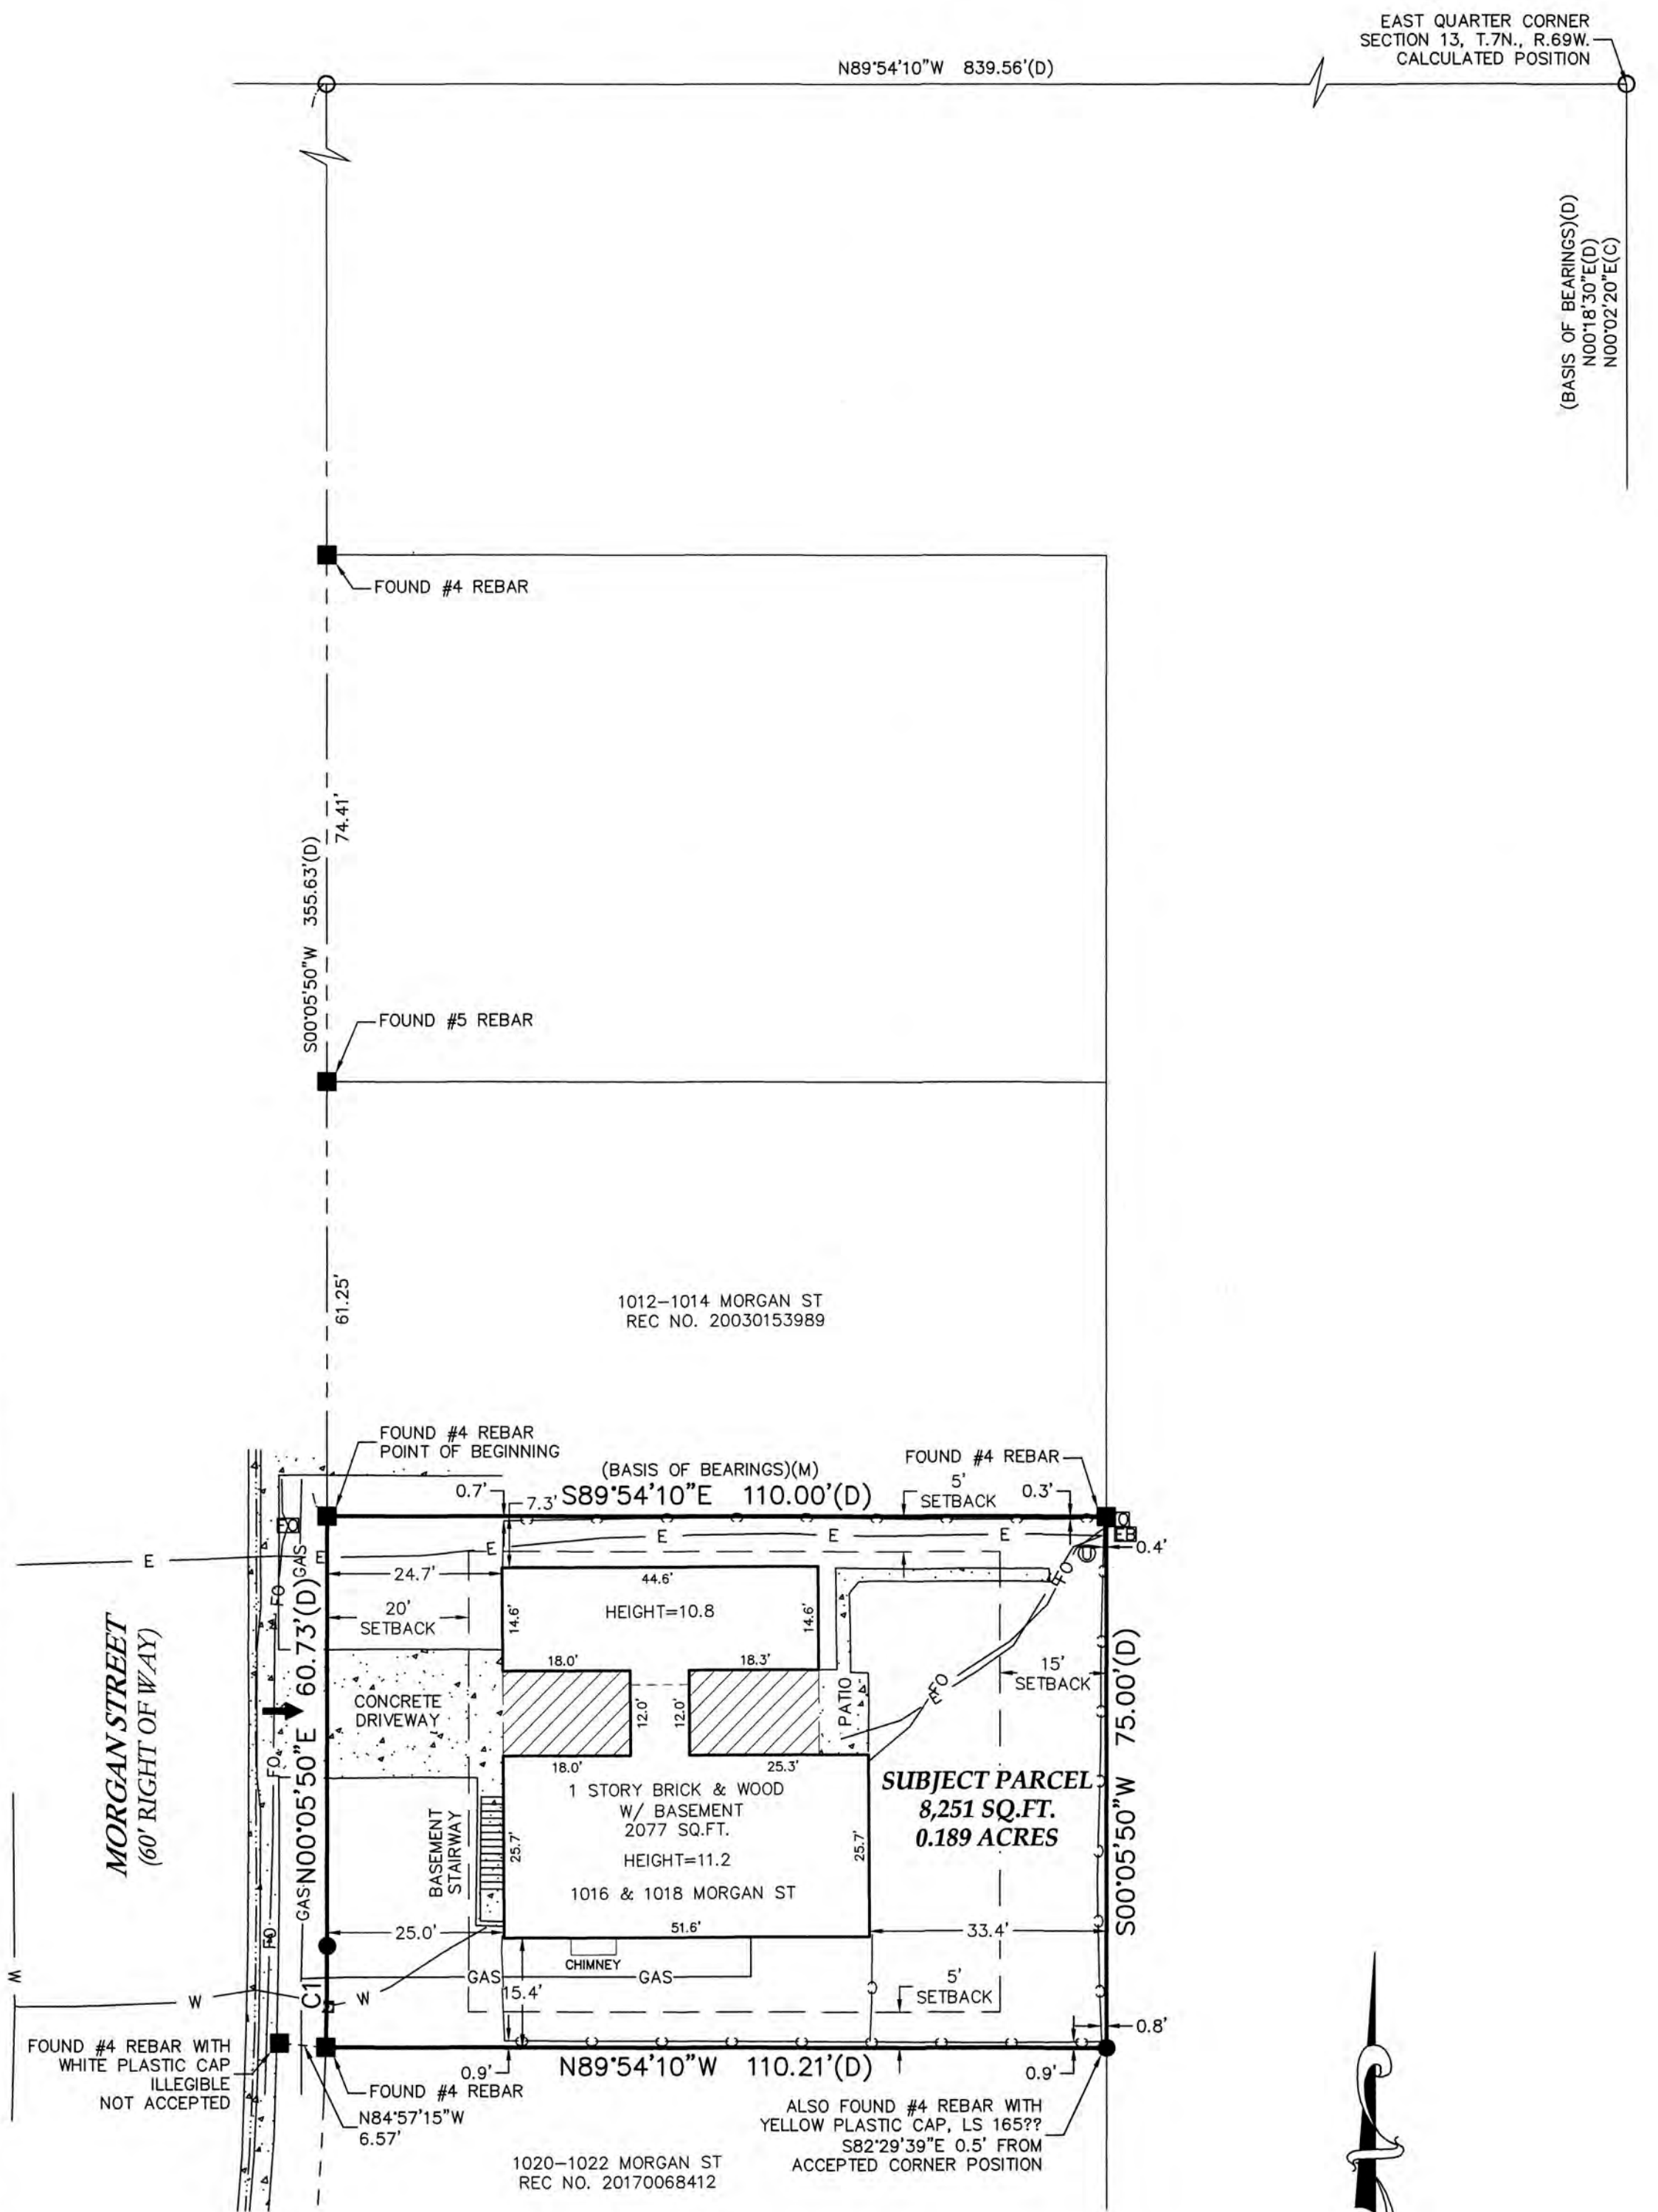 EAST QUARTER CORNER
SECTION 13, T.7N., R.69W.
CALCULATED POSITION
N89°54'10"W 839.56'(D)
(BASIS OF BEARINGS)(D)
N00°18'30"E(D)
N00°02'20"E(C)
FOUND #4 REBAR
S00°05'50"W 355.63'(D)
74.41'
FOUND #5 REBAR
61.25'
1012-1014 MORGAN ST
REC NO. 20030153989
FOUND #4 REBAR
POINT OF BEGINNING
FOUND #4 REBAR
(BASIS OF BEARINGS)(M)
S89°54'10"E 110.00'(D)
0.7'
7.3'
5'
SETBACK
0.3'
EB
0.4'
E
E
E
E
E
E
GAS
FO
24.7'
44.6'
20'
SETBACK
14.6'
HEIGHT=10.8
14.6'
FO
E
MORGAN STREET
(60' RIGHT OF WAY)
N00°05'50"E 60.73'(D)
18.0'
18.3'
15'
SETBACK
CONCRETE
DRIVEWAY
12.0'
12.0'
PATIO
FO
E
S00°05'50"W 75.00'(D)
FO
18.0'
25.3'
SUBJECT PARCEL
8,251 SQ.FT.
0.189 ACRES
1 STORY BRICK & WOOD
W/ BASEMENT
2077 SQ.FT.
HEIGHT=11.2
1016 & 1018 MORGAN ST
BASEMENT
STAIRWAY
25.7'
25.7'
GAS
25.0'
51.6'
33.4'
FO
CHIMNEY
GAS
GAS
15.4'
5'
SETBACK
W
W
W
C1
0.8'
FOUND #4 REBAR WITH
WHITE PLASTIC CAP
ILLEGIBLE
NOT ACCEPTED
0.9'
N89°54'10"W 110.21'(D)
0.9'
FOUND #4 REBAR
N84°57'15"W
6.57'
ALSO FOUND #4 REBAR WITH
YELLOW PLASTIC CAP, LS 165??
S82°29'39"E 0.5' FROM
ACCEPTED CORNER POSITION
1020-1022 MORGAN ST
REC NO. 20170068412